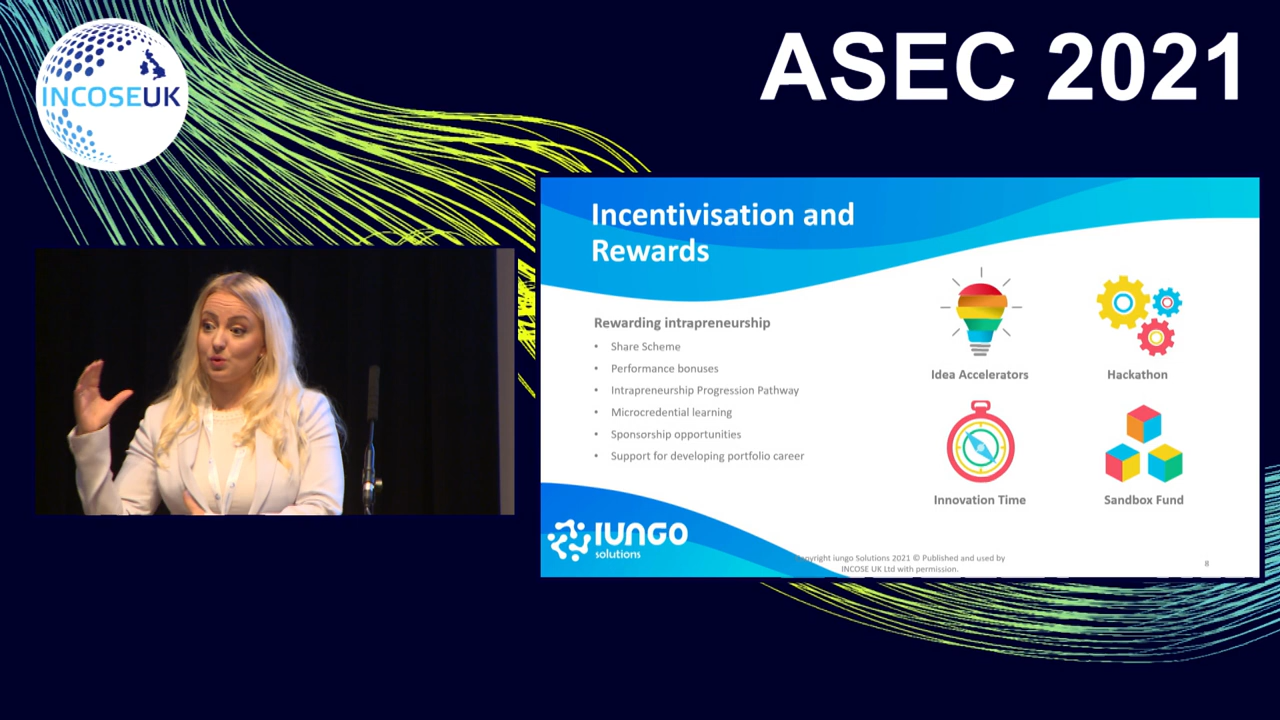 INCOSEUK
ASEC 2021
Incentivisation and
Rewards
Rewarding intrapreneurship
• Share Scheme
• Performance bonuses
• Intrapreneurship Progression Pathway
• Microcredential learning
• Sponsorship opportunities
• Support for developing portfolio career
Idea Accelerators
Hackathon
Innovation Time
Sandbox Fund
IUNGO
solutions
opyright iungo Solutions 2021 © Published and used by
INCOSE UK Ltd with permission.
8